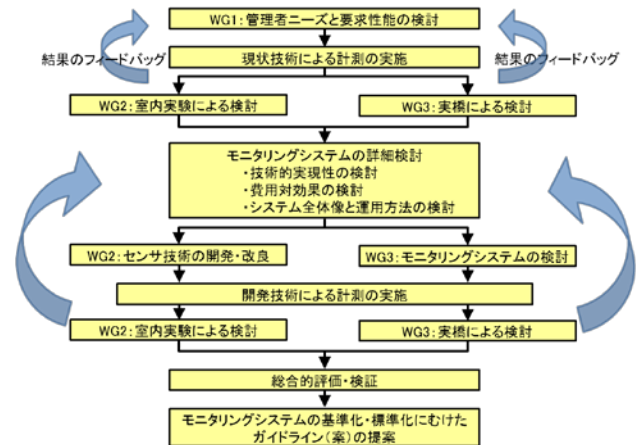 WG1：管理者ニーズと要求性能の検討
結果のフィードバッグ
結果のフィードバッグ
現状技術による計測の実施
WG2：室内実験による検討
WG3：実橋による検討
モニタリングシステムの詳細検討
・技術的実現性の検討
・費用対効果の検討
・システム全体像と運用方法の検討
WG2：センサ技術の開発・改良
WG3：モニタリングシステムの検討
開発技術による計測の実施
WG2：室内実験による検討
WG3：実橋による検討
総合的評価・検証
モニタリングシステムの基準化・標準化にむけた
ガイドライン（案）の提案